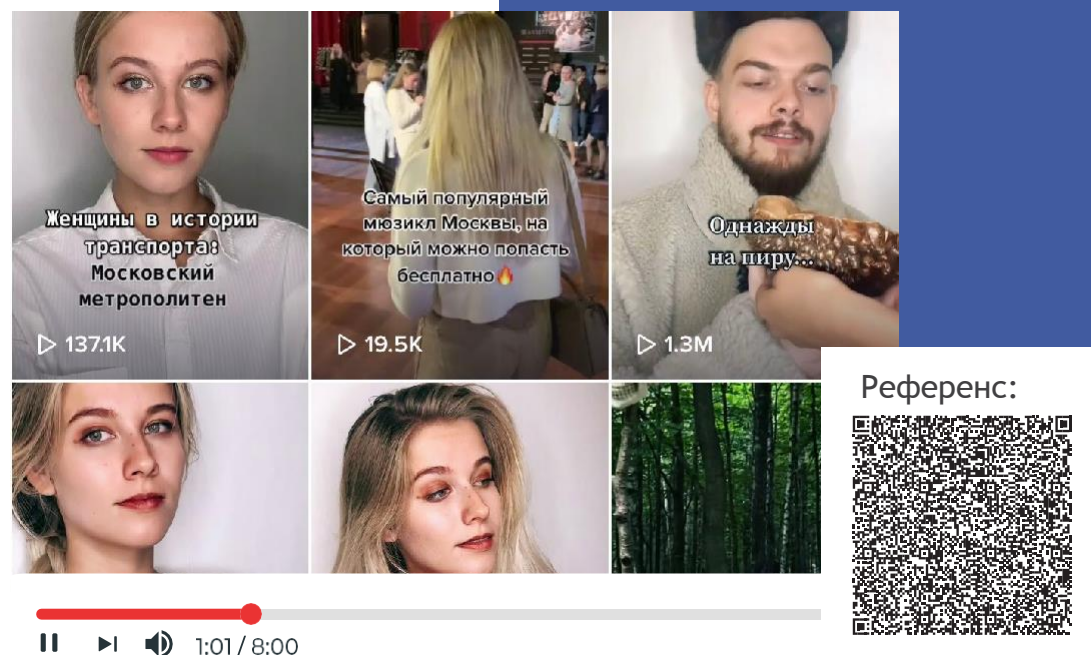 Женщины в истории
транспорта:
Московский
метрополитен
137.1K
Самый популярный
мюзикл Москвы, на
который можно попасть
бесплатно🔥
19.5K
Однажды
на пиру...
1.3M
Референс:
1:01 / 8:00